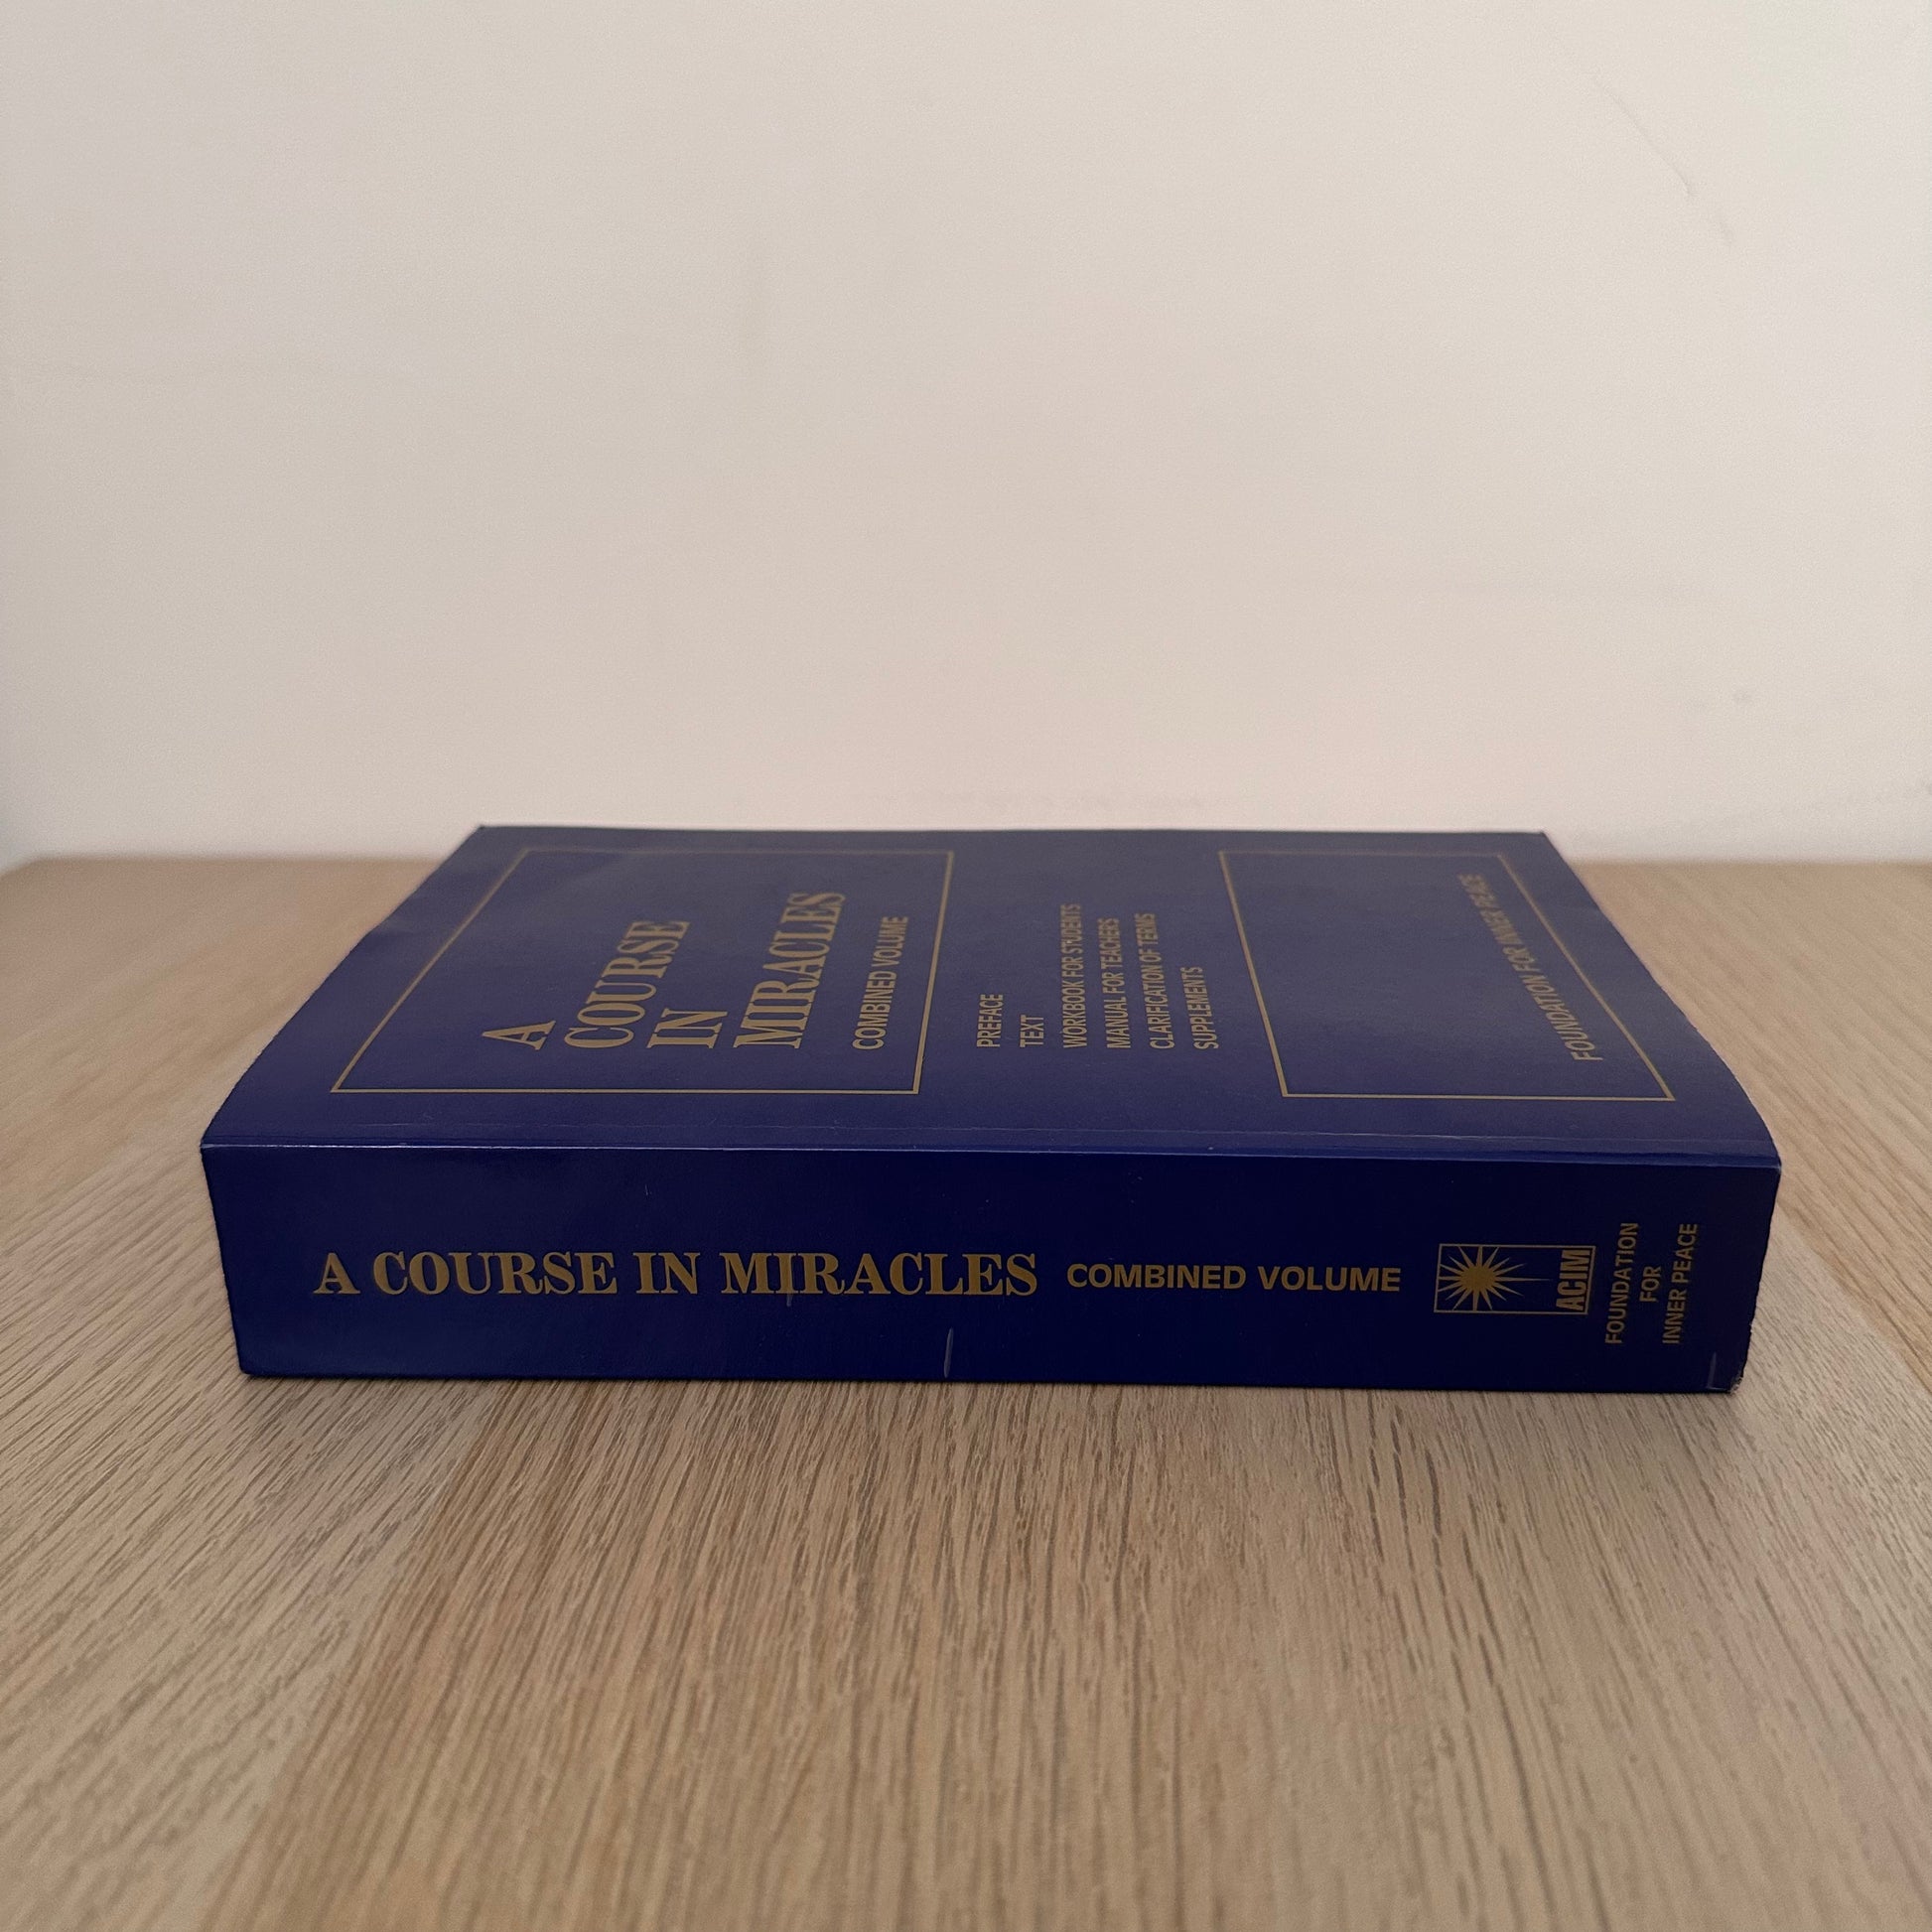 A
COURSE
IN
MIRACLES
COMBINED VOLUME
PREFACE
TEXT
WORKBOOK FOR STUDENTS
MANUAL FOR TEACHERS
CLARIFICATION OF TERMS
SUPPLEMENTS
FOUNDATION FOR INNER PEACE
A COURSE IN MIRACLES COMBINED VOLUME
ACIM
FOUNDATION
FOR
INNER PEACE